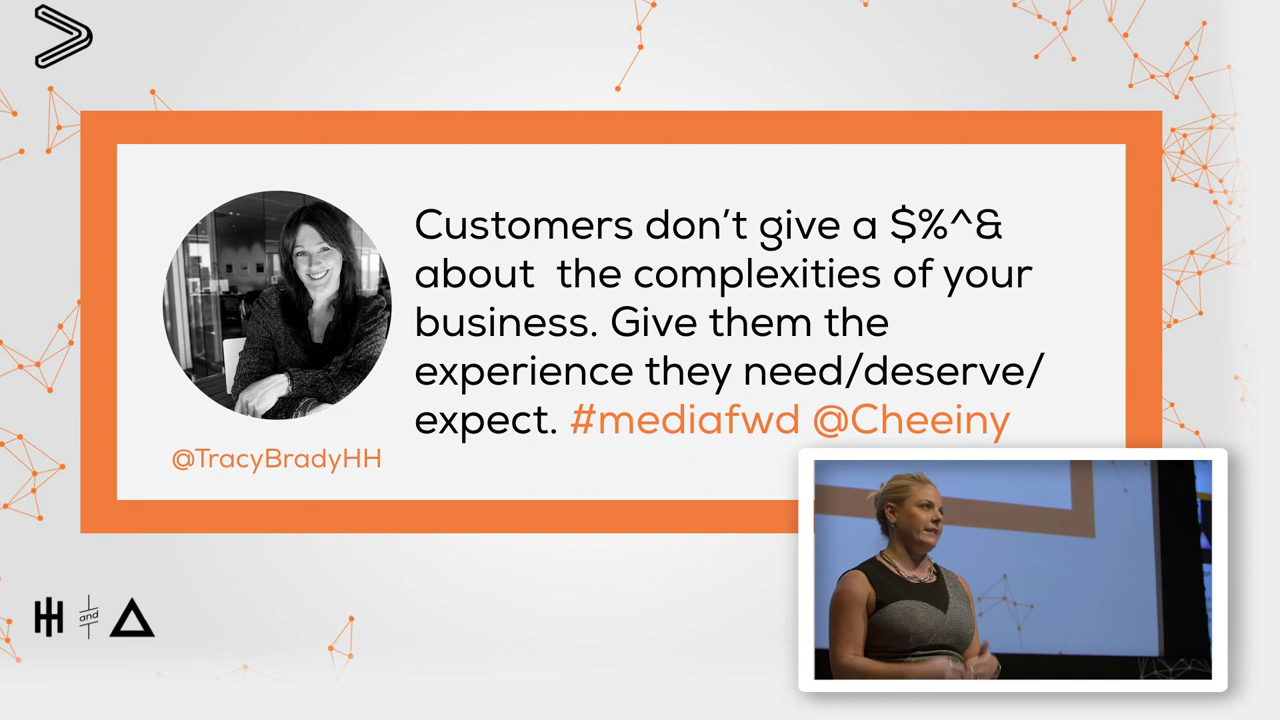 Customers don't give a $%^&
about  the complexities of your
business. Give them the
experience they need/deserve/
expect. #mediafwd @Cheeiny
@TracyBradyHH
and